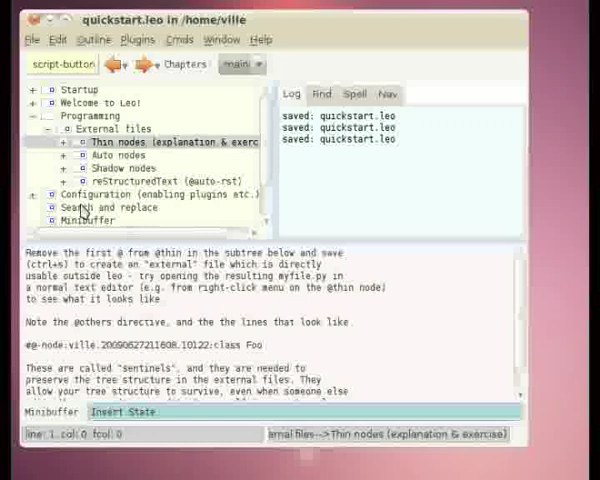 quickstart.leo in /home/ville
File Edit Outline Plugins Cmds Window Help
script-button Chapters main
Startup
Welcome to Leo!
Programming
External files
Thin nodes (explanation & exerc
Auto nodes
Shadow nodes
reStructuredText (@auto-rst)
Configuration (enabling plugins etc.)
Search and replace
Minibuffer
Log Find Spell Nav
saved: quickstart.leo
saved: quickstart.leo
saved: quickstart.leo
Remove the first @ from @thin in the subtree below and save
(ctrl+s) to create an "external" file which is directly
usable outside leo - try opening the resulting myfile.py in
a normal text editor (e.g. from right-click menu on the @thin node)
to see what it looks like
Note the @others directive, and the the lines that look like
#@-node:ville.20090627211608.10122:class Foo
These are called "sentinels", and they are needed to
preserve the tree structure in the external files. They
allow your tree structure to survive, even when someone else
Minibuffer Insert State
line: 1, col: 0 fcol: 0
ernal files-->Thin nodes (explanation & exercise)